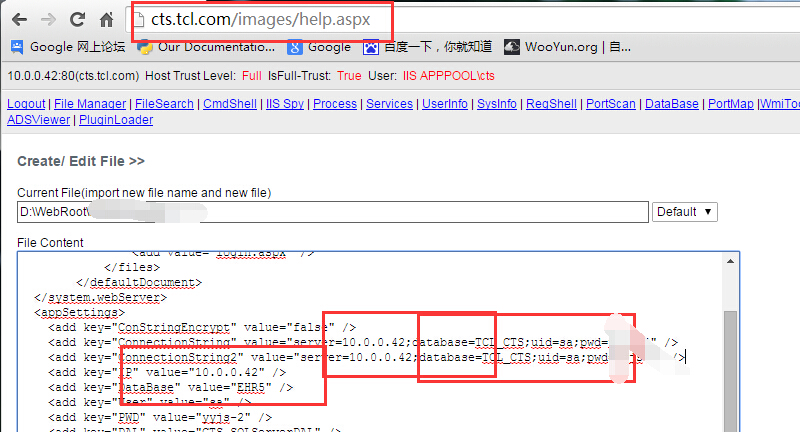 cts.tcl.com/images/help.aspx
Google 网上论坛 Our Documentatio... Google 百度一下，你就知道 WooYun.org | 自...
10.0.0.42:80(cts.tcl.com) Host Trust Level: Full IsFull-Trust: True User: IIS APPPOOL\cts
Logout | File Manager | FileSearch | CmdShell | IIS Spy | Process | Services | UserInfo | SysInfo | RegShell | PortScan | DataBase | PortMap | WmiToo
ADSViewer | PluginLoader
Create/ Edit File >>
Current File(import new file name and new file)
D:\WebRoot\
Default
File Content
<add value="login.aspx" />
</files>
</defaultDocument>
</system.webServer>
<appSettings>
<add key="ConStringEncrypt" value="false" />
<add key="ConnectionString" value="server=10.0.0.42;database=TCL_CTS;uid=sa;pwd= " />
<add key="ConnectionString2" value="server=10.0.0.42;database=TCL_CTS;uid=sa;pwd />
<add key="IP" value="10.0.0.42" />
<add key="DataBase" value="EHR5" />
<add key="User" value="sa" />
<add key="PWD" value="yyjs-2" />
<add key="DAL" value="CTS.SQLServerDAL" />